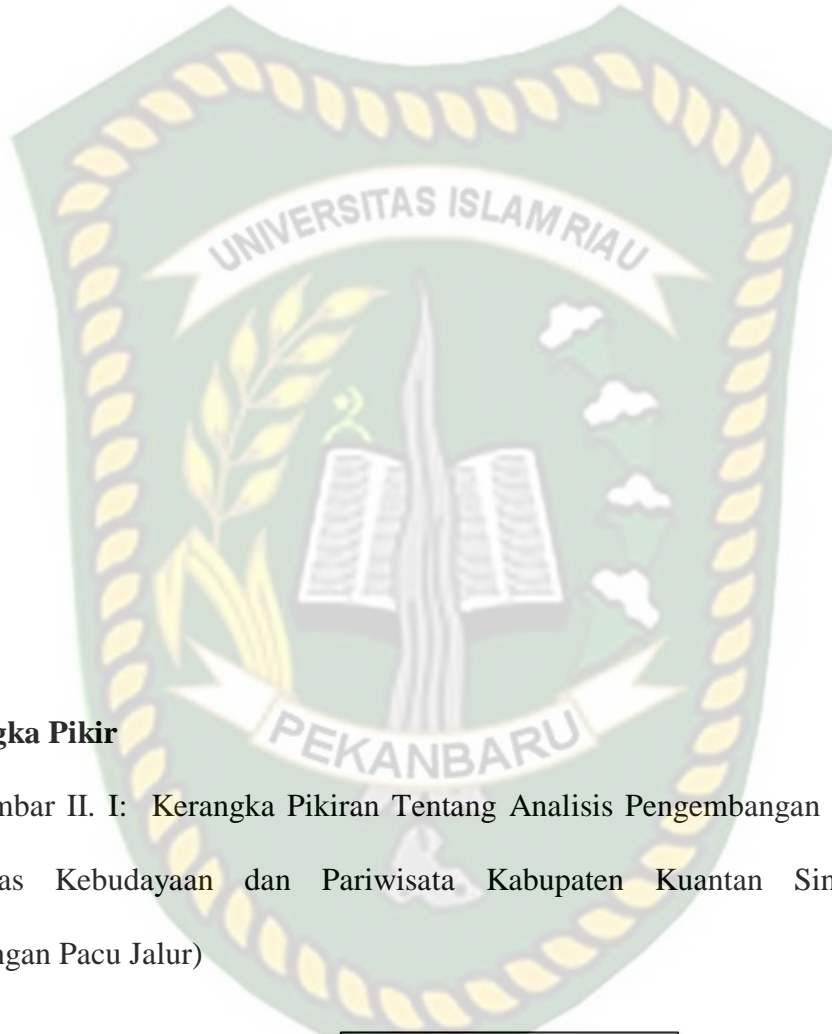 UNIVERSITAS ISLAM RIAU
PEKANBARU
gka Pikir
mbar II. I: Kerangka Pikiran Tentang Analisis Pengembangan
as Kebudayaan dan Pariwisata Kabupaten Kuantan Sin
ngan Pacu Jalur)